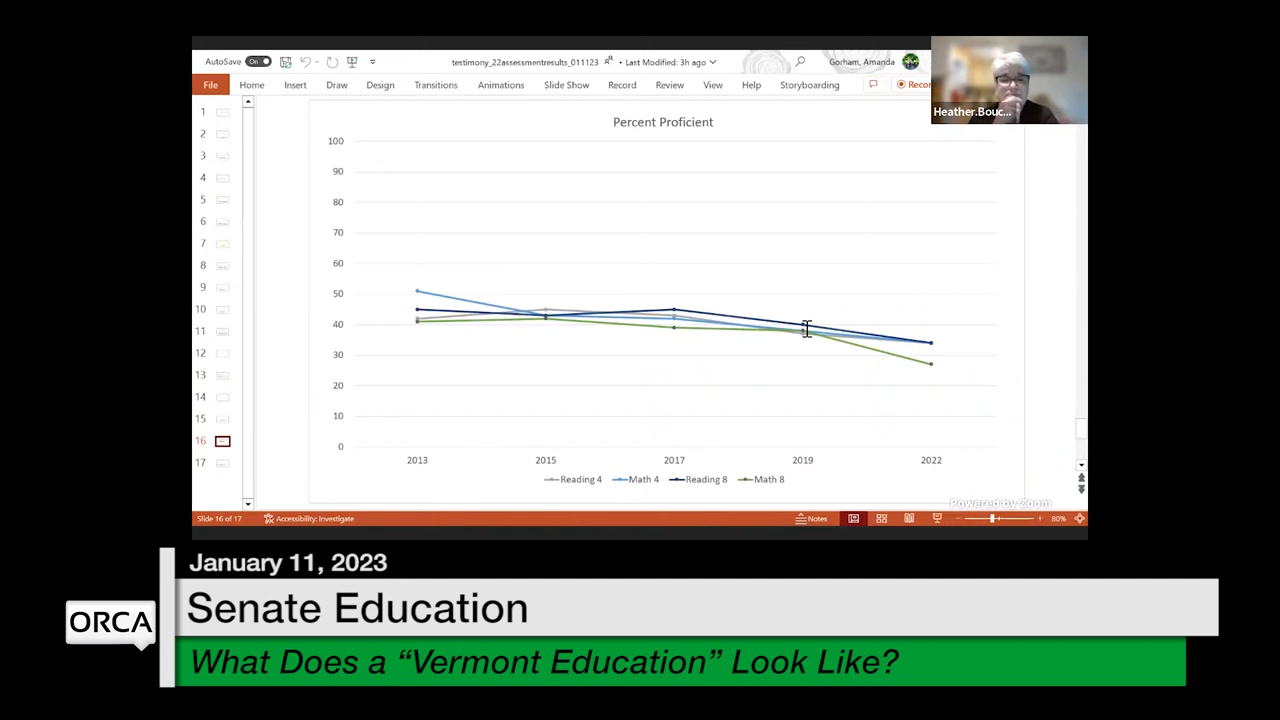 AutoSave On testimony_22assessmentresults_011123 • Last Modified: 3h ago Gorham, Amanda
File Home Insert Draw Design Transitions Animations Slide Show Record Review View Help Storyboarding
Heather.Bouc...
1
2
3
4
5
6
7
8
9
10
11
12
13
14
15
16
17
Percent Proficient
100
90
80
70
60
50
40
30
20
10
0
2013 2015 2017 2019 2022
Reading 4 Math 4 Reading 8 Math 8
Powered by Zoom
Slide 16 of 17 Accessibility: Investigate Notes 80%
January 11, 2023
ORCA
Senate Education
What Does a “Vermont Education” Look Like?